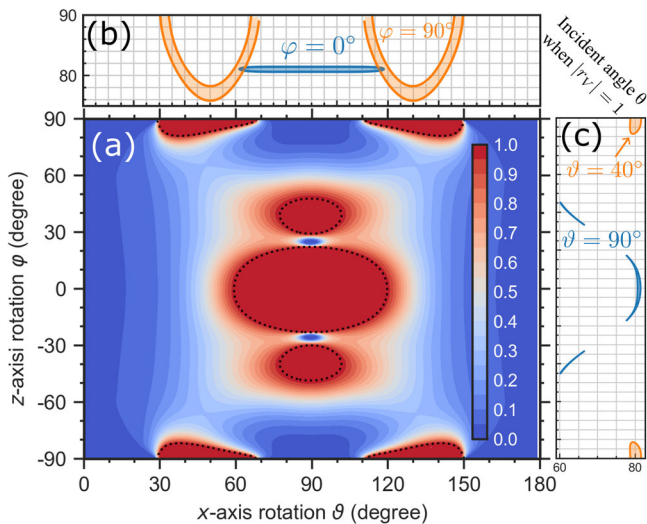 90
80
(b)
φ = 0°
φ = 90°
Incident angle θ
when |r_V| = 1
90
60
30
0
-30
-60
-90
z-axisi rotation φ (degree)
(a)
1.0
0.9
0.8
0.7
0.6
0.5
0.4
0.3
0.2
0.1
0.0
0
30
60
90
120
150
180
x-axis rotation ϑ (degree)
(c)
ϑ = 40°
ϑ = 90°
60
80